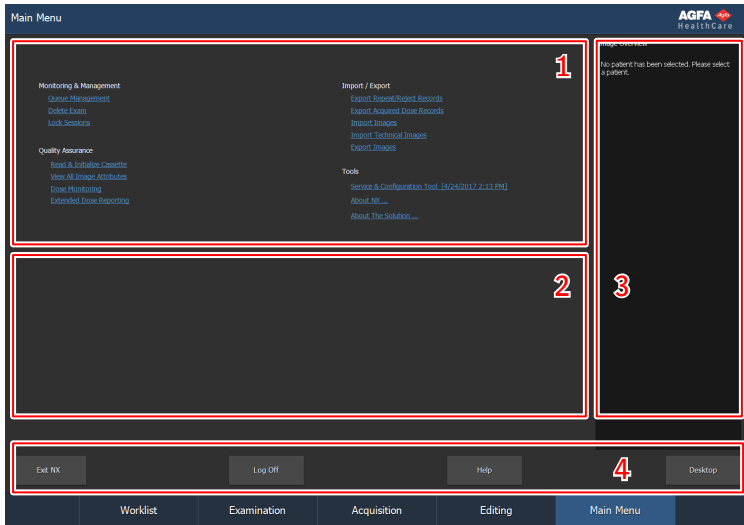 Main Menu
AGFA
HealthCare
1
Monitoring & Management
Queue Management
Delete Exam
Lock Sessions
Quality Assurance
Read & Initialize Cassette
View All Image Attributes
Dose Monitoring
Extended Dose Reporting
Import / Export
Export Repeat/Reject Records
Export Acquired Dose Records
Import Images
Import Technical Images
Export Images
Tools
Service & Configuration Tool [4/24/2017 2:13 PM]
About NX ...
About The Solution ...
2
Image Overview
No patient has been selected. Please select
a patient.
3
Exit NX
Log Off
Help
4
Desktop
Worklist
Examination
Acquisition
Editing
Main Menu